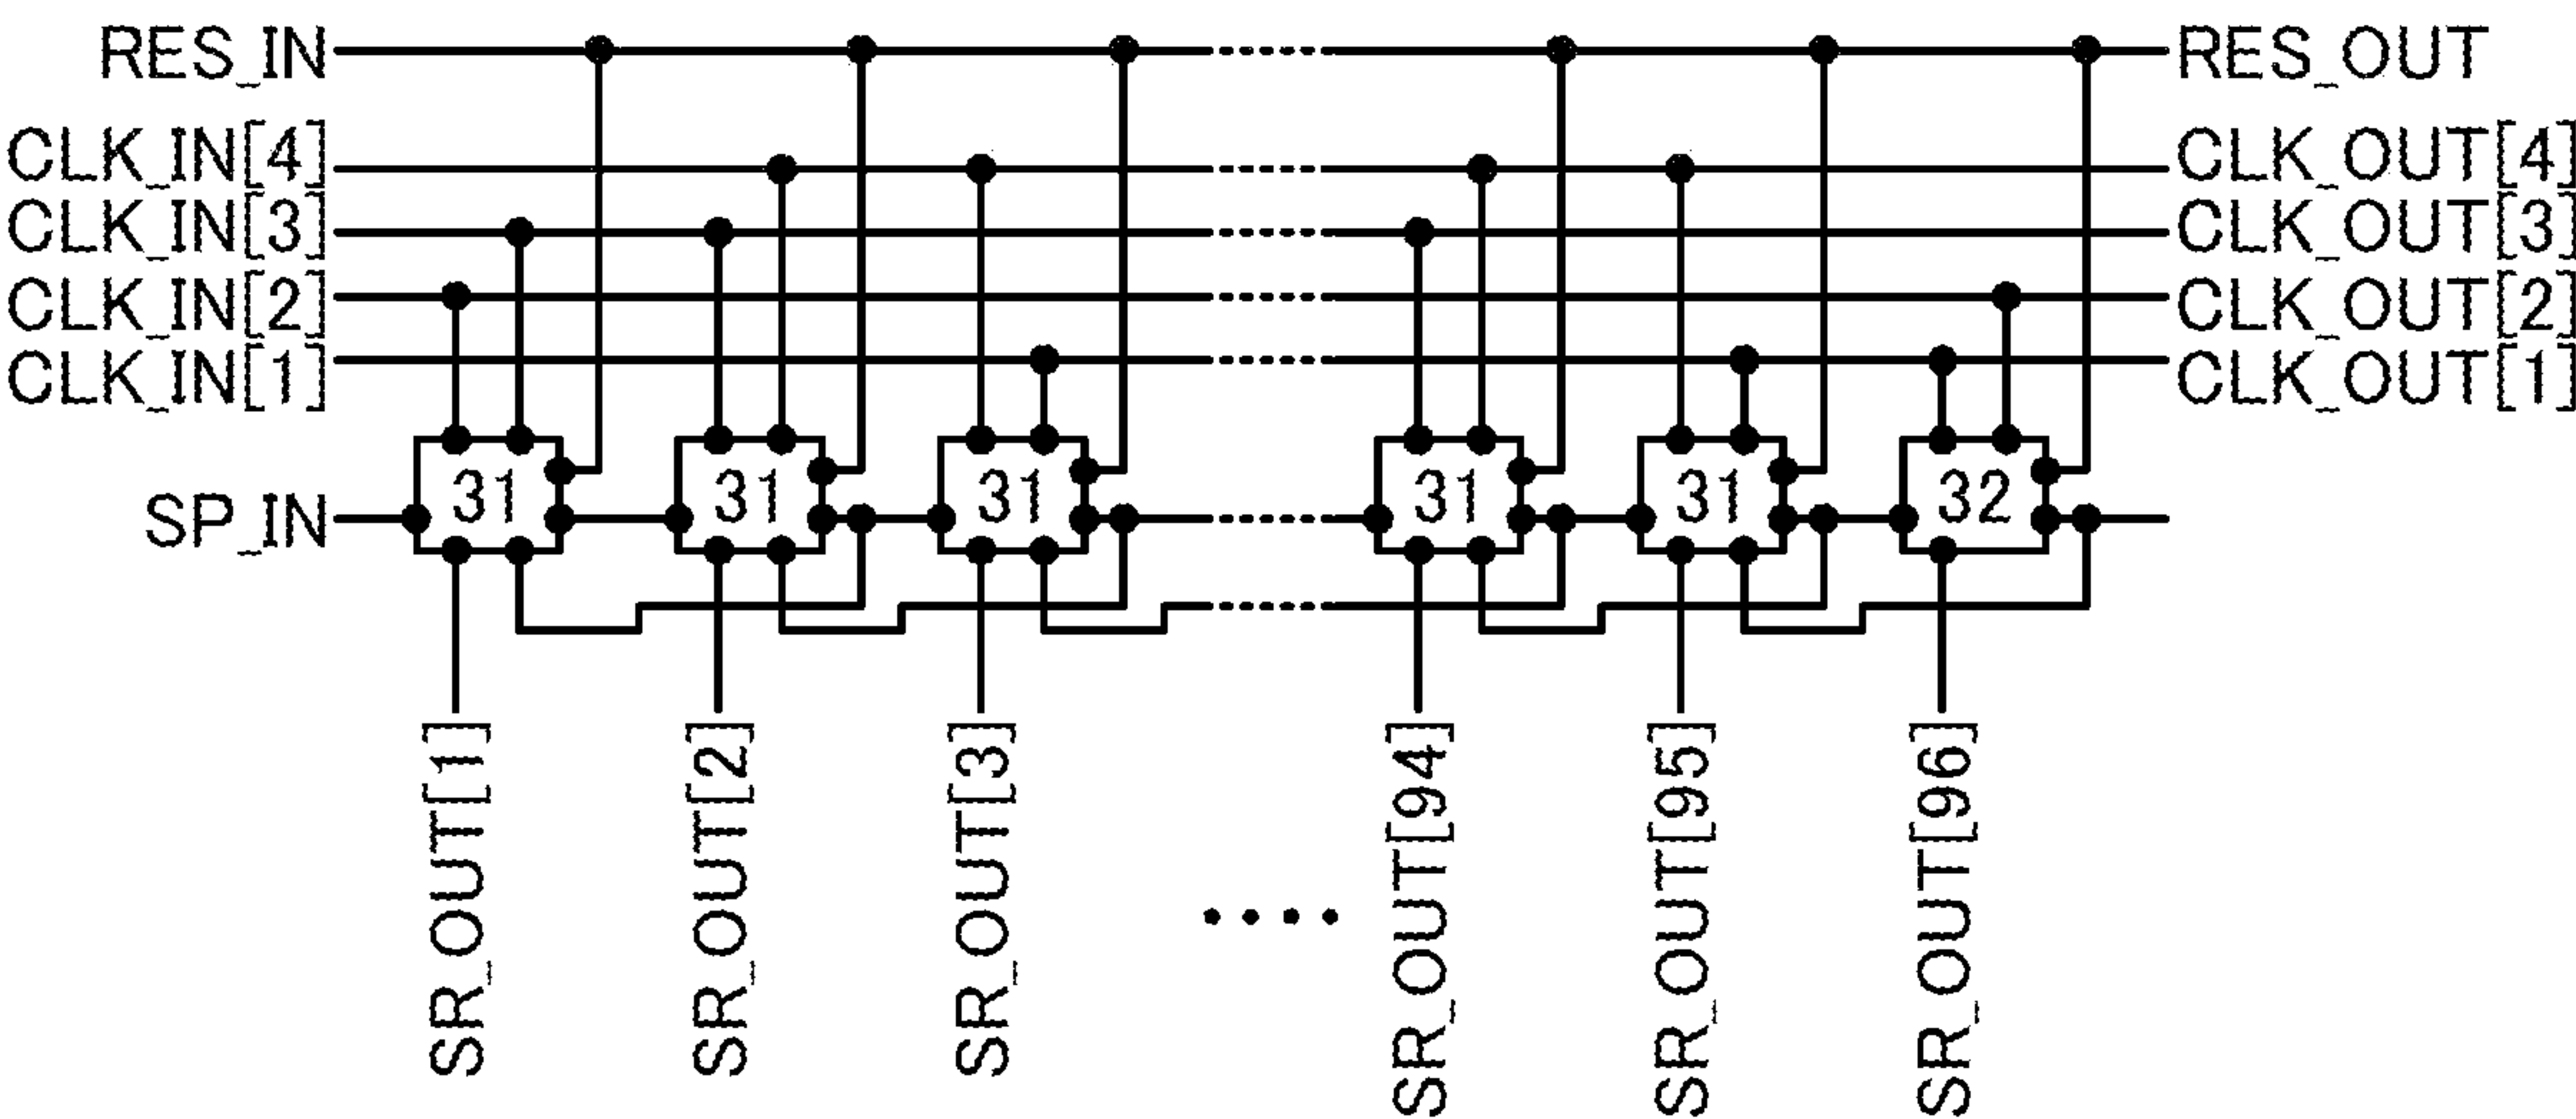 RES_IN
RES_OUT
CLK_IN[4]
CLK_OUT[4]
CLK_IN[3]
CLK_OUT[3]
CLK_IN[2]
CLK_OUT[2]
CLK_IN[1]
CLK_OUT[1]
SP_IN
31
31
31
31
31
32
SR_OUT[1]
SR_OUT[2]
SR_OUT[3]
....
SR_OUT[94]
SR_OUT[95]
SR_OUT[96]